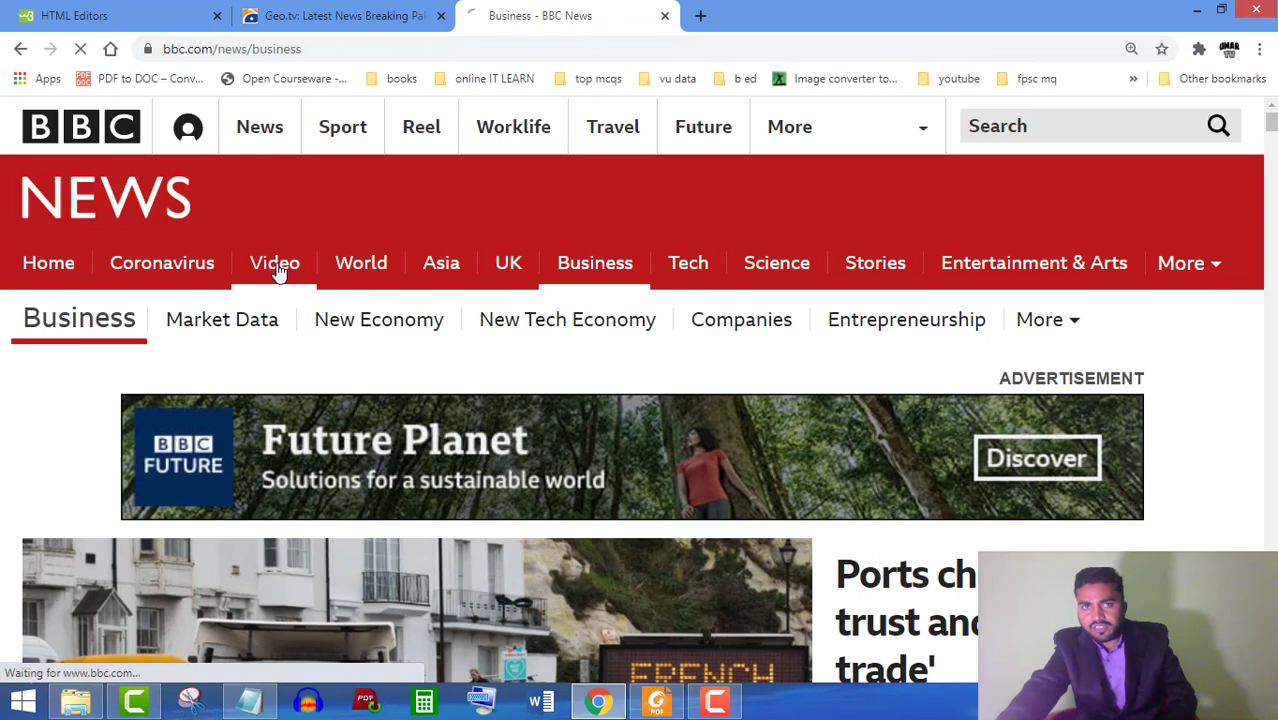 HTML Editors
Geo.tv: Latest News Breaking Pak
Business - BBC News
bbc.com/news/business
Apps
PDF to DOC – Conv...
Open Courseware -...
books
online IT LEARN
top mcqs
vu data
b ed
Image converter to...
youtube
fpsc mq
»
Other bookmarks
UMAR
BBC
News
Sport
Reel
Worklife
Travel
Future
More
Search
NEWS
Home
Coronavirus
Video
World
Asia
UK
Business
Tech
Science
Stories
Entertainment & Arts
More
Business
Market Data
New Economy
New Tech Economy
Companies
Entrepreneurship
More
ADVERTISEMENT
BBC
FUTURE
Future Planet
Solutions for a sustainable world
Discover
Ports ch
trust and
trade'
FRENCH
Waiting for www.bbc.com...